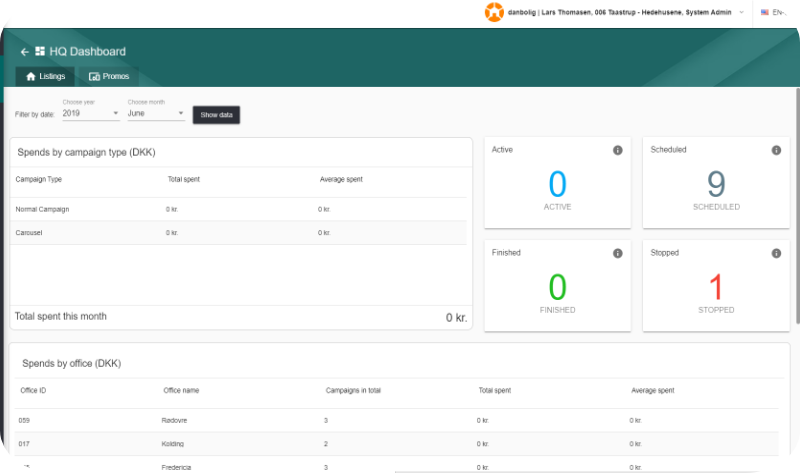 danbolig | Lars Thomasen, 006 Taastrup - Hedehusene, System Admin
EN-.
HQ Dashboard
Listings
Promos
Filter by date:
Choose year
2019
Choose month
June
Show data
Spends by campaign type (DKK)
Campaign Type Total spent Average spent
Normal Campaign 0 kr. 0 kr.
Carousel 0 kr. 0 kr.
Total spent this month 0 kr.
Active
0
ACTIVE
Scheduled
9
SCHEDULED
Finished
0
FINISHED
Stopped
1
STOPPED
Spends by office (DKK)
Office ID Office name Campaigns in total Total spent Average spent
059 Rødovre 3 0 kr. 0 kr.
017 Kolding 2 0 kr. 0 kr.
Fredericia 3 0 kr. 0 kr.